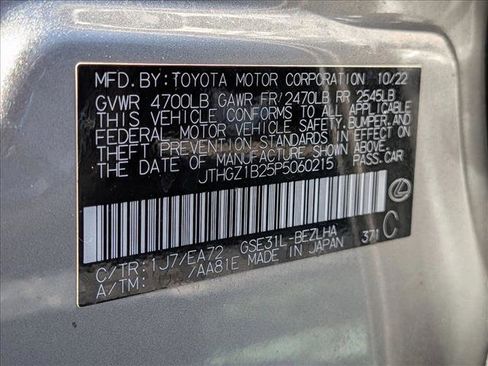 MFD. BY: TOYOTA MOTOR CORPORATION 10/22
GVWR 4700LB GAWR FR/2470LB RR 2545LB
THIS VEHICLE CONFORMS TO ALL APPLICABLE
FEDERAL MOTOR VEHICLE SAFETY, BUMPER, AND
THEFT PREVENTION STANDARDS IN EFFECT ON
THE DATE OF MANUFACTURE SHOWN ABOVE.
JTHGZ1B25P5060215 PASS.CAR
C/TR:1J7/EA72 GSE31L-BEZLHA 371 C
A/TM: /AA81E MADE IN JAPAN